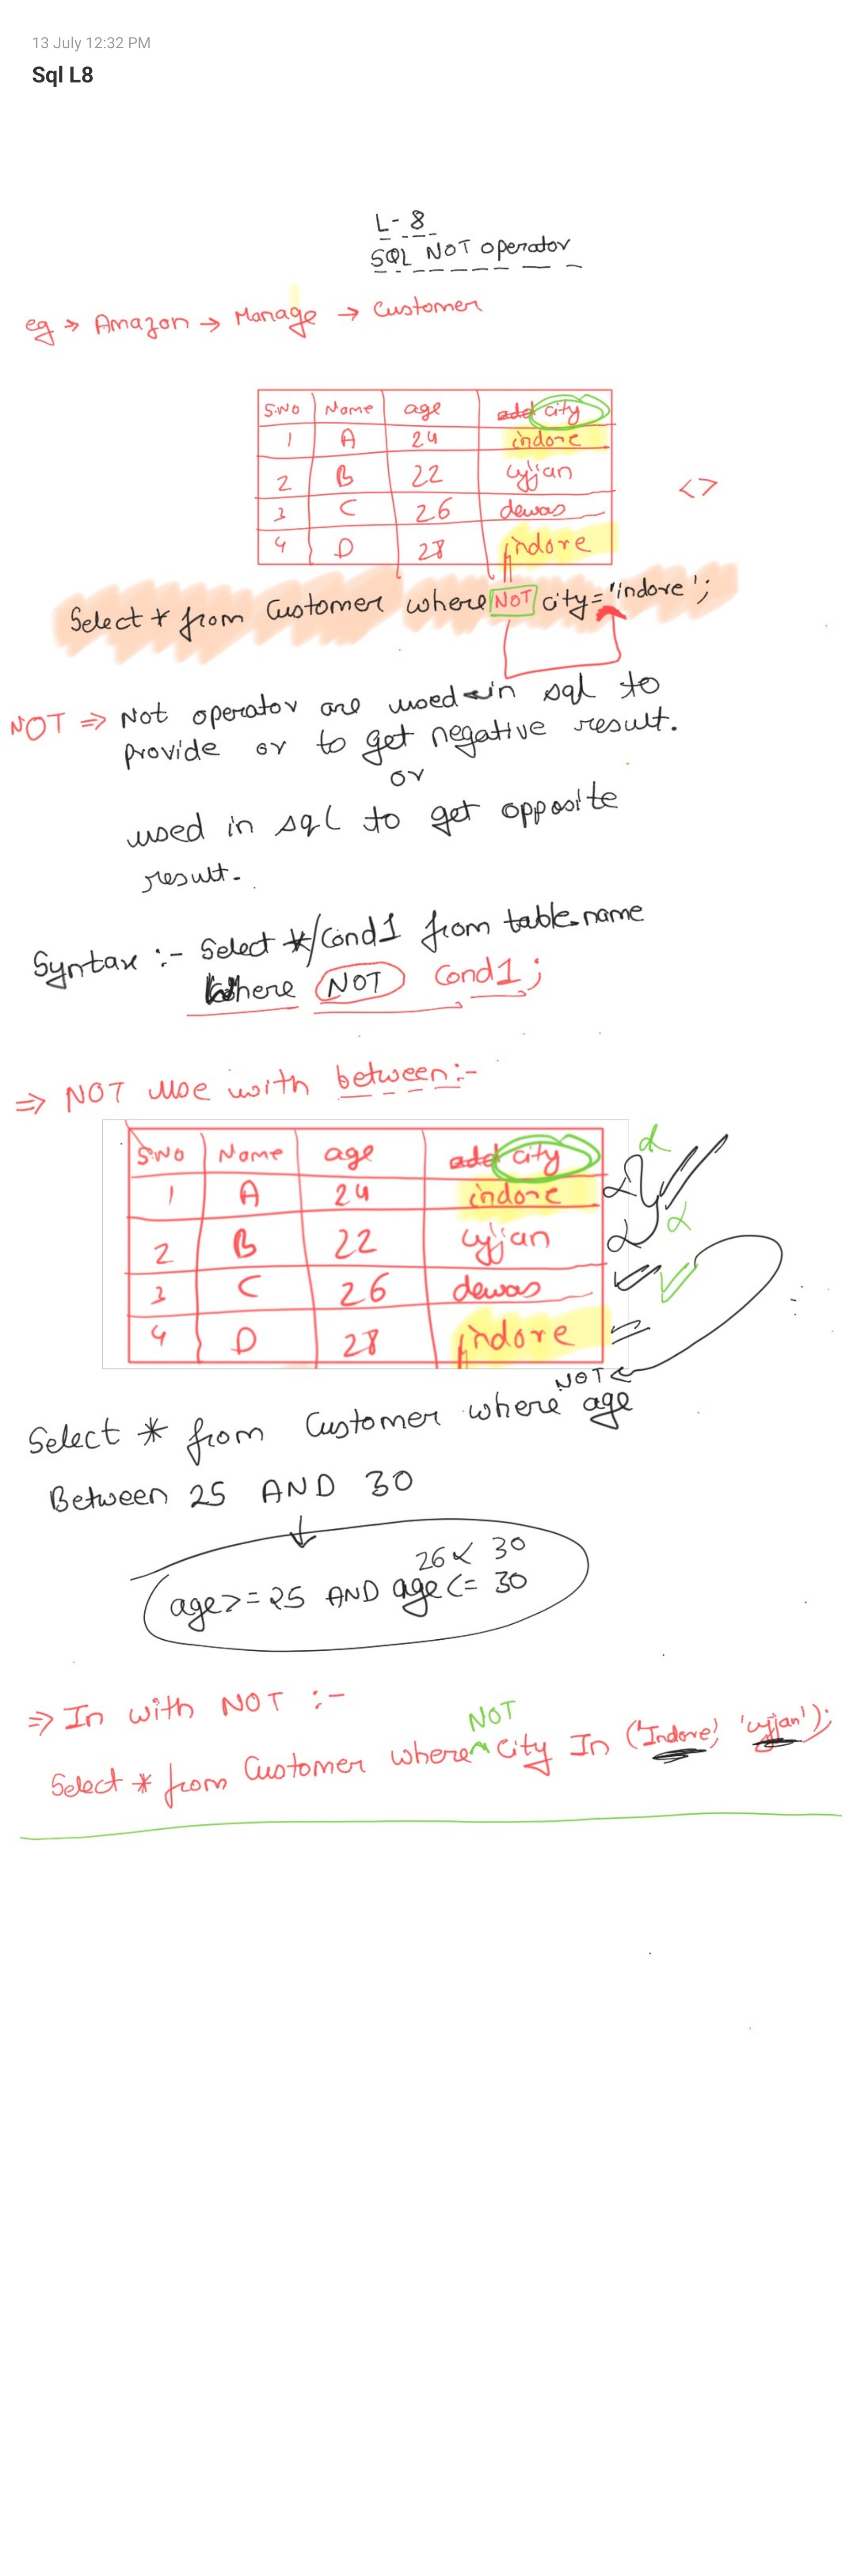 13 July 12:32 PM
Sql L8
L-8
SQL NOT operator
eg → Amazon → Manage → Customer
S.No Name age add city
1 A 24 indore
2 B 22 ujjian
3 C 26 dewas
4 D 28 indore
<>
Select * from Customer where NOT city = 'indore';
NOT ⇒ Not operator are used in sql to
provide or to get negative result.
or
used in sql to get opposite
result.
Syntax :- Select */Cond1 from table_name
Where NOT Cond1;
⇒ NOT use with between :-
S.No Name age add city
1 A 24 indore
2 B 22 ujjian
3 C 26 dewas
4 D 28 indore
NOT
Select * from Customer where age
Between 25 AND 30
26 < 30
age >= 25 AND age <= 30
⇒ In with NOT :-
NOT
Select * from Customer where city In ('Indore', 'ujjan');